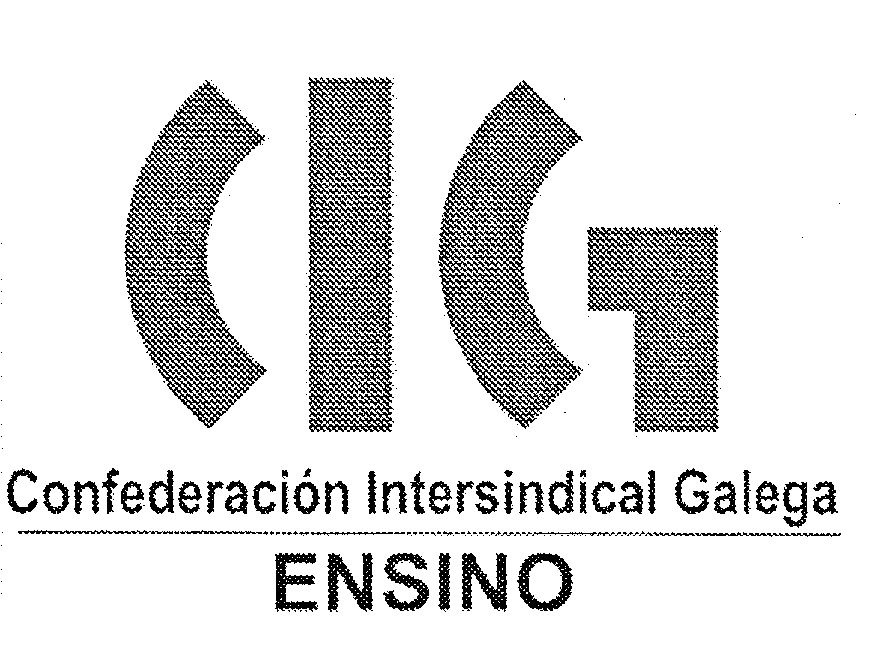 CIG
Confederación Intersindical Galega
ENSINO